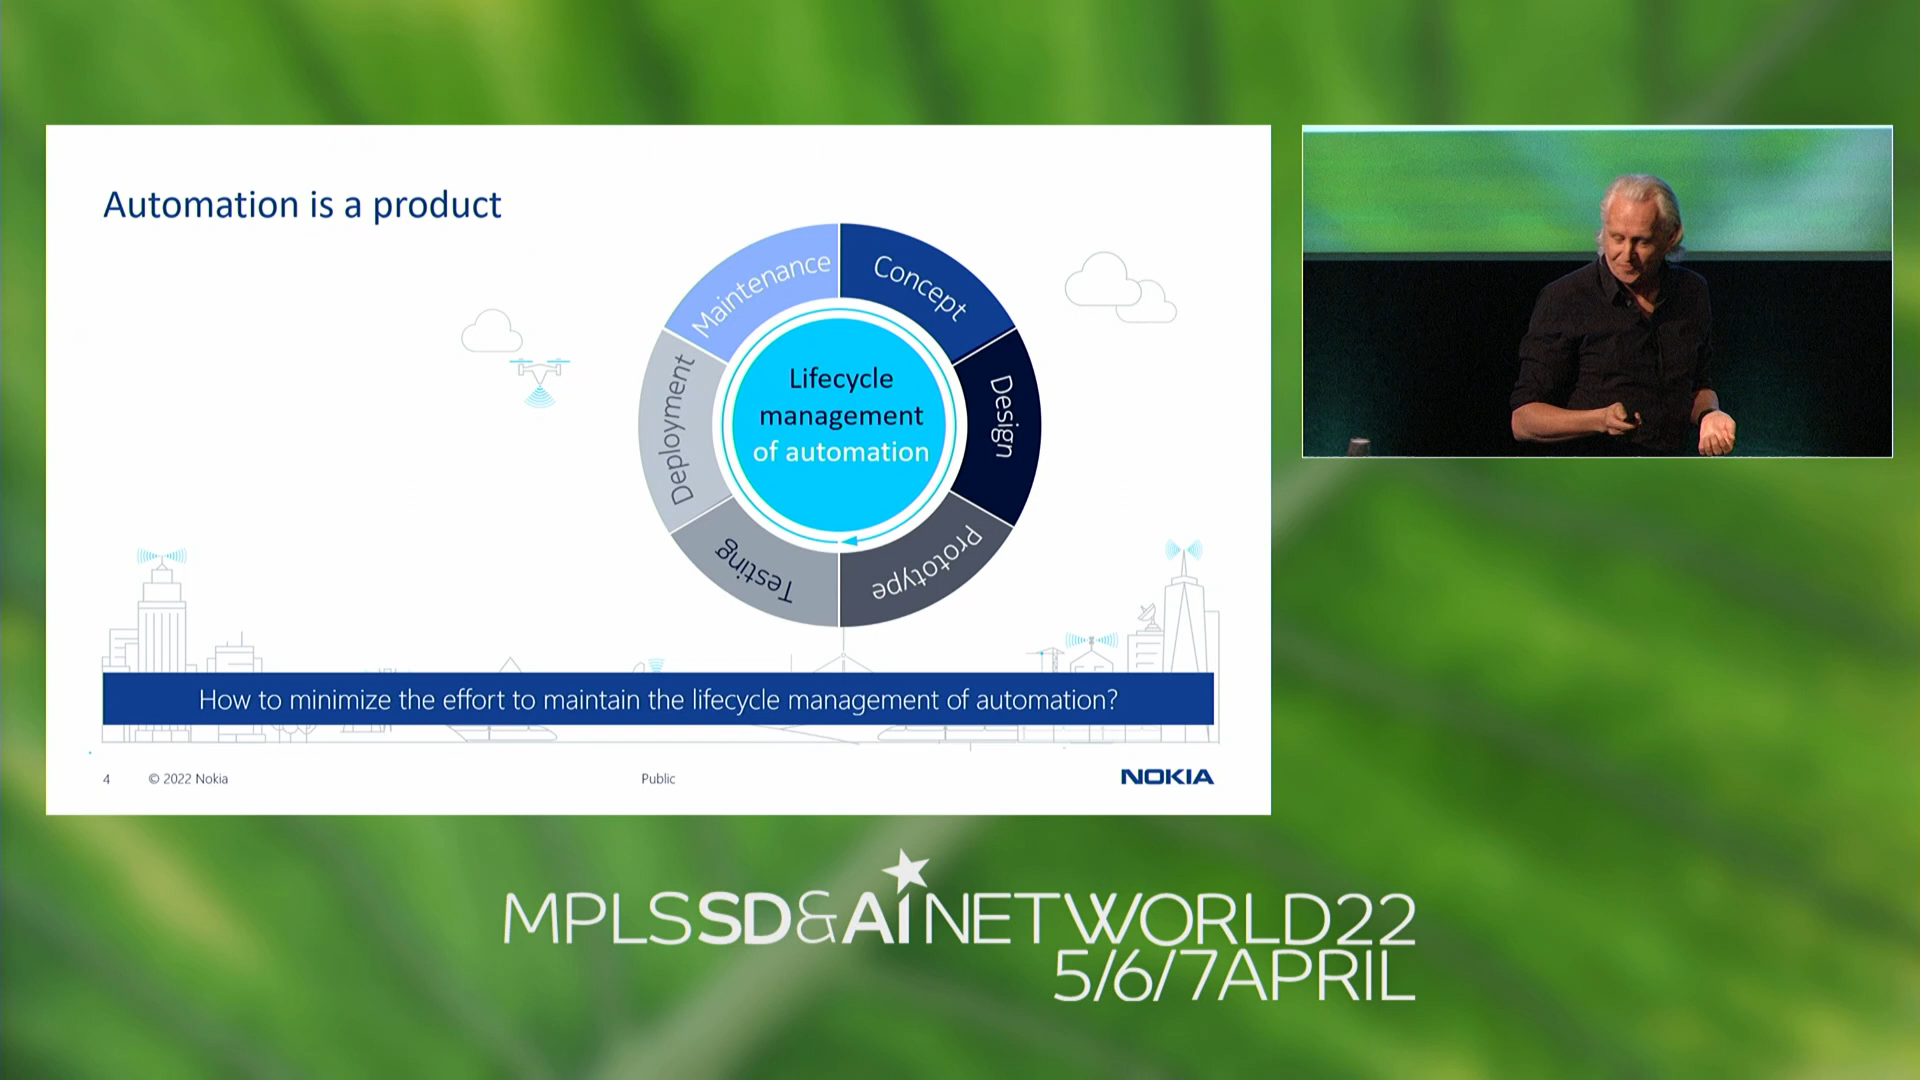 Automation is a product
Maintenance
Concept
Design
Prototype
Testing
Deployment
Lifecycle
management
of automation
How to minimize the effort to maintain the lifecycle management of automation?
4
© 2022 Nokia
Public
NOKIA
MPLSSD&AINETWORLD22
5/6/7APRIL